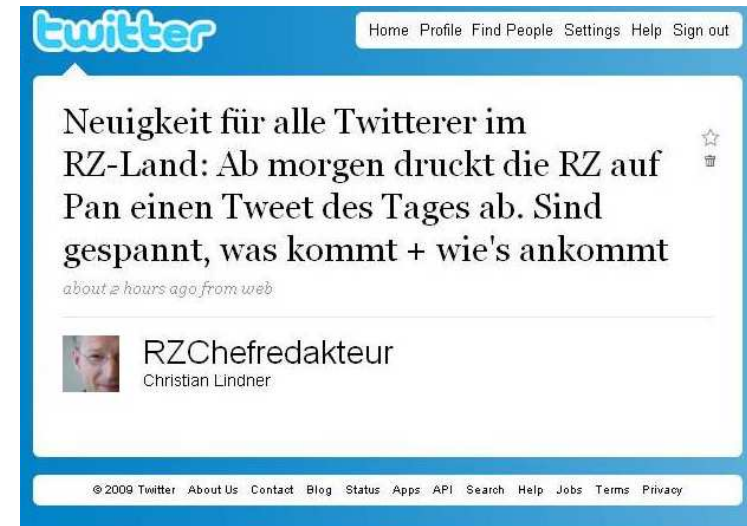 twitter
Home Profile Find People Settings Help Sign out
Neuigkeit für alle Twitterer im
RZ-Land: Ab morgen druckt die RZ auf
Pan einen Tweet des Tages ab. Sind
gespannt, was kommt + wie's ankommt
about 2 hours ago from web
RZChefredakteur
Christian Lindner
© 2009 Twitter About Us Contact Blog Status Apps API Search Help Jobs Terms Privacy